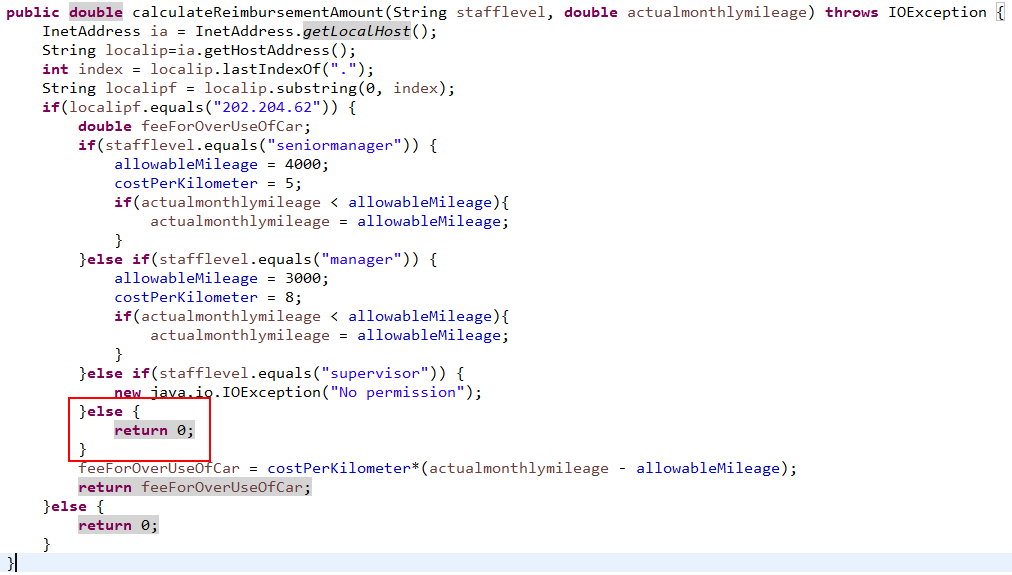 public double calculateReimbursementAmount(String stafflevel, double actualmonthlymileage) throws IOException {
InetAddress ia = InetAddress.getLocalHost();
String localip=ia.getHostAddress();
int index = localip.lastIndexOf(".");
String localipf = localip.substring(0, index);
if(localipf.equals("202.204.62")) {
double feeForOverUseOfCar;
if(stafflevel.equals("seniormanager")) {
allowableMileage = 4000;
costPerKilometer = 5;
if(actualmonthlymileage < allowableMileage){
actualmonthlymileage = allowableMileage;
}
}else if(stafflevel.equals("manager")) {
allowableMileage = 3000;
costPerKilometer = 8;
if(actualmonthlymileage < allowableMileage){
actualmonthlymileage = allowableMileage;
}
}else if(stafflevel.equals("supervisor")) {
new java.io.IOException("No permission");
}else {
return 0;
}
feeForOverUseOfCar = costPerKilometer*(actualmonthlymileage - allowableMileage);
return feeForOverUseOfCar;
}else {
return 0;
}
}